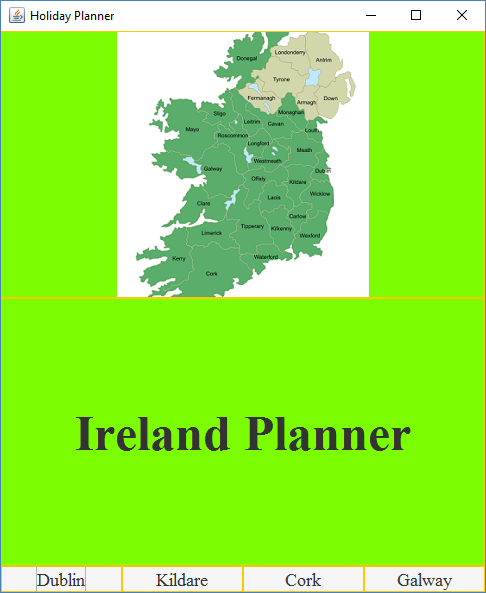 Holiday Planner
Donegal
Londonderry
Antrim
Tyrone
Fermanagh
Armagh
Down
Monaghan
Sligo
Leitrim
Cavan
Louth
Mayo
Roscommon
Longford
Meath
Westmeath
Galway
Dublin
Offaly
Kildare
Laois
Wicklow
Clare
Carlow
Tipperary
Kilkenny
Limerick
Wexford
Kerry
Waterford
Cork
Ireland Planner
Dublin Kildare Cork Galway